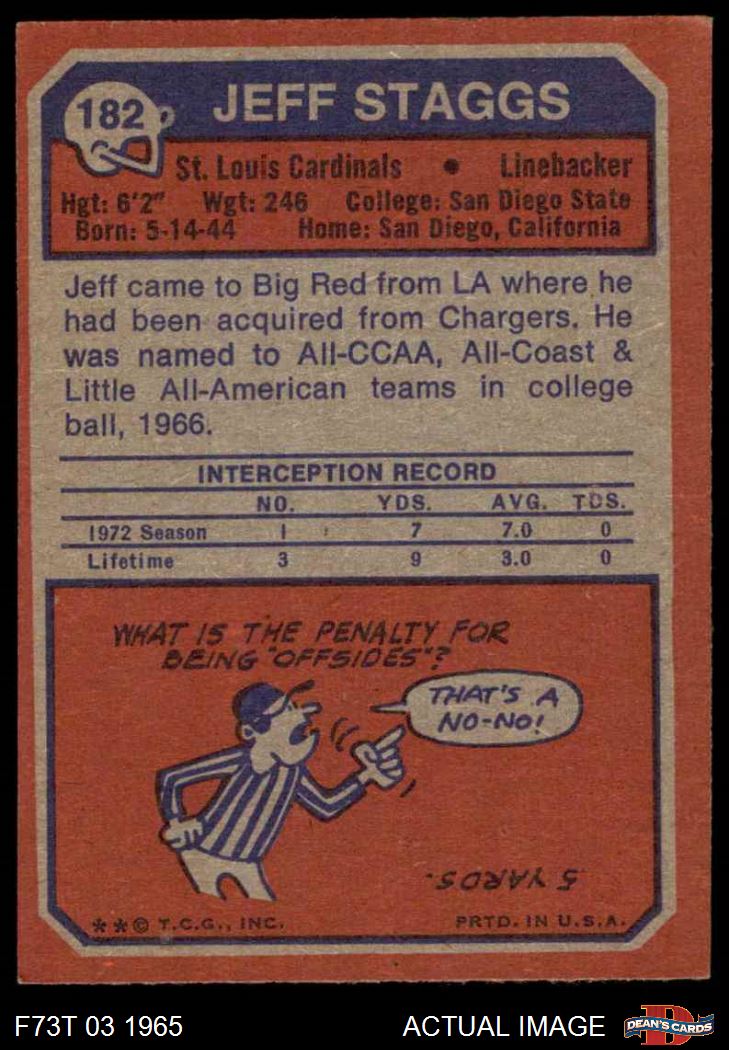 182
JEFF STAGGS
St. Louis Cardinals • Linebacker
Hgt: 6'2" Wgt: 246 College: San Diego State
Born: 5-14-44 Home: San Diego, California
Jeff came to Big Red from LA where he
had been acquired from Chargers. He
was named to All-CCAA, All-Coast &
Little All-American teams in college
ball, 1966.
INTERCEPTION RECORD
NO. YDS. AVG. TDS.
1972 Season 1 7 7.0 0
Lifetime 3 9 3.0 0
WHAT IS THE PENALTY FOR
BEING "OFFSIDES"?
THAT'S A
NO-NO!
5 YARDS.
**© T.C.G., INC. PRTD. IN U.S.A.
F73T 03 1965 ACTUAL IMAGE
D
DEAN'S CARDS